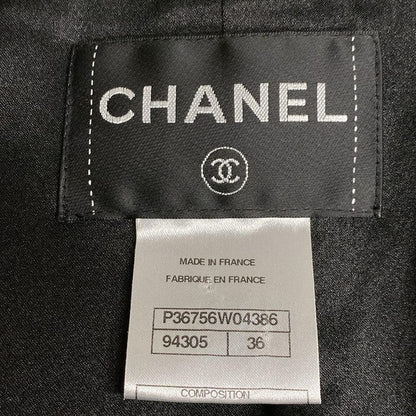 CHANEL
MADE IN FRANCE
FABRIQUE EN FRANCE
P36756W04386
94305 36
COMPOSITION